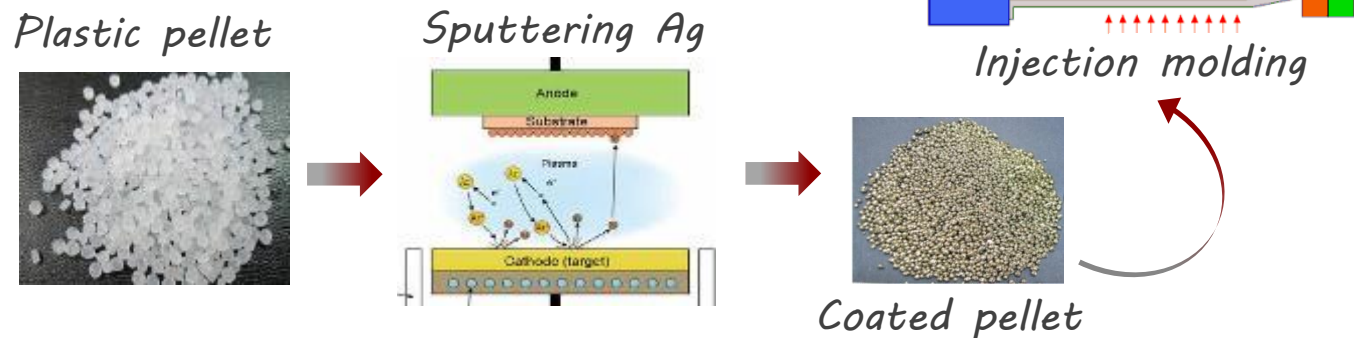 Plastic pellet
Sputtering Ag
Injection molding
Anode
Substrate
Plasma
Cathode (target)
Coated pellet